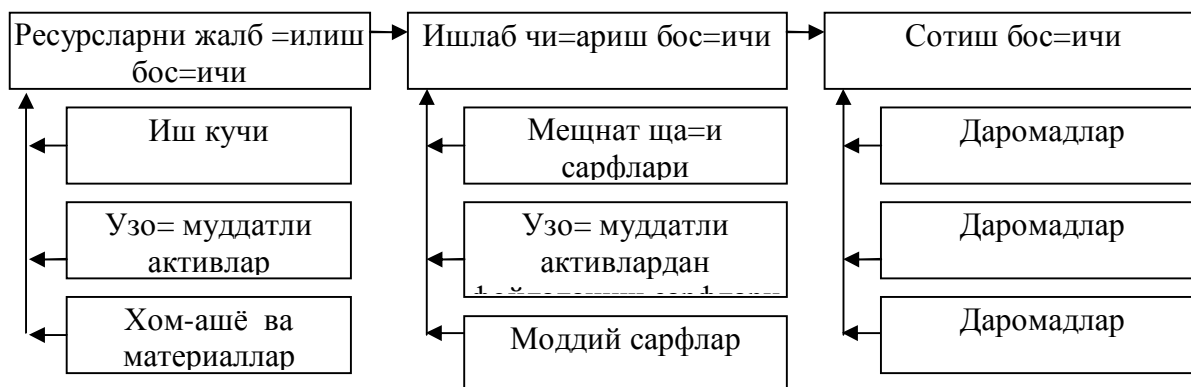 Ресурсларни жалб =илиш
бос=ичи
Ишлаб чи=ариш бос=ичи
Сотиш бос=ичи
Иш кучи
Узо= муддатли
активлар
Хом-ашё ва
материаллар
Мещнат ща=и
сарфлари
Узо= муддатли
активлардан
сарфлари
Моддий сарфлар
Даромадлар
Даромадлар
Даромадлар